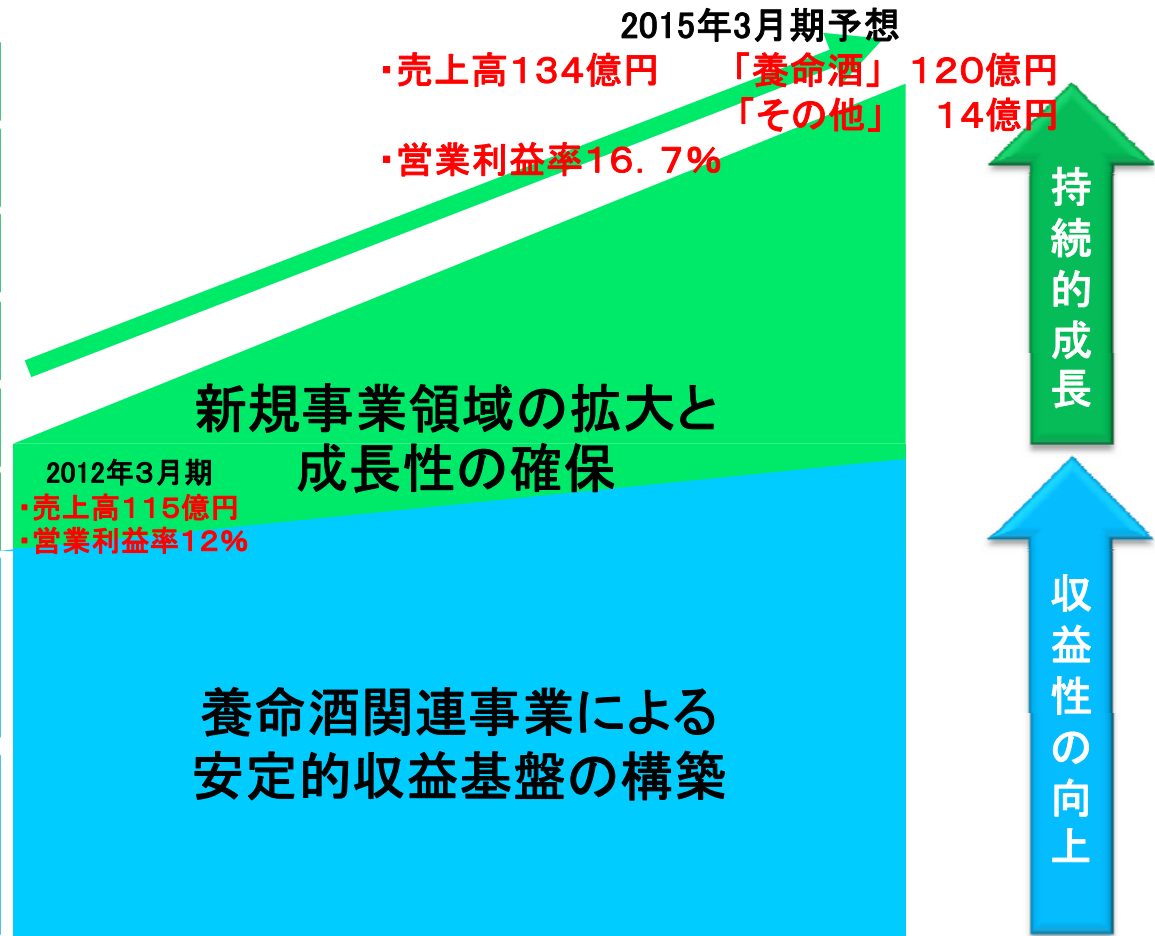 2015年3月期予想
・売上高１３４億円　「養命酒」 １２０億円
「その他」　１４億円
・営業利益率１６．７％
持続的成長
新規事業領域の拡大と
成長性の確保
2012年３月期
・売上高１１５億円
・営業利益率１２％
収益性の向上
養命酒関連事業による
安定的収益基盤の構築